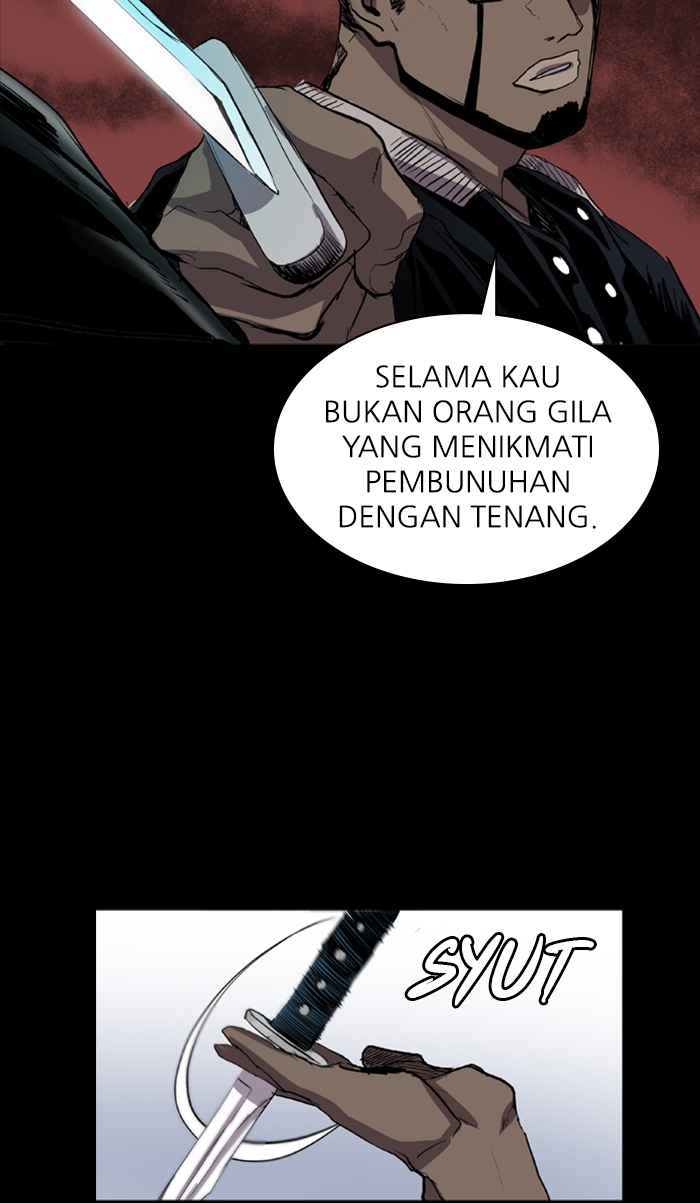 SELAMA KAU
BUKAN ORANG GILA
YANG MENIKMATI
PEMBUNUHAN
DENGAN TENANG.
SYUT